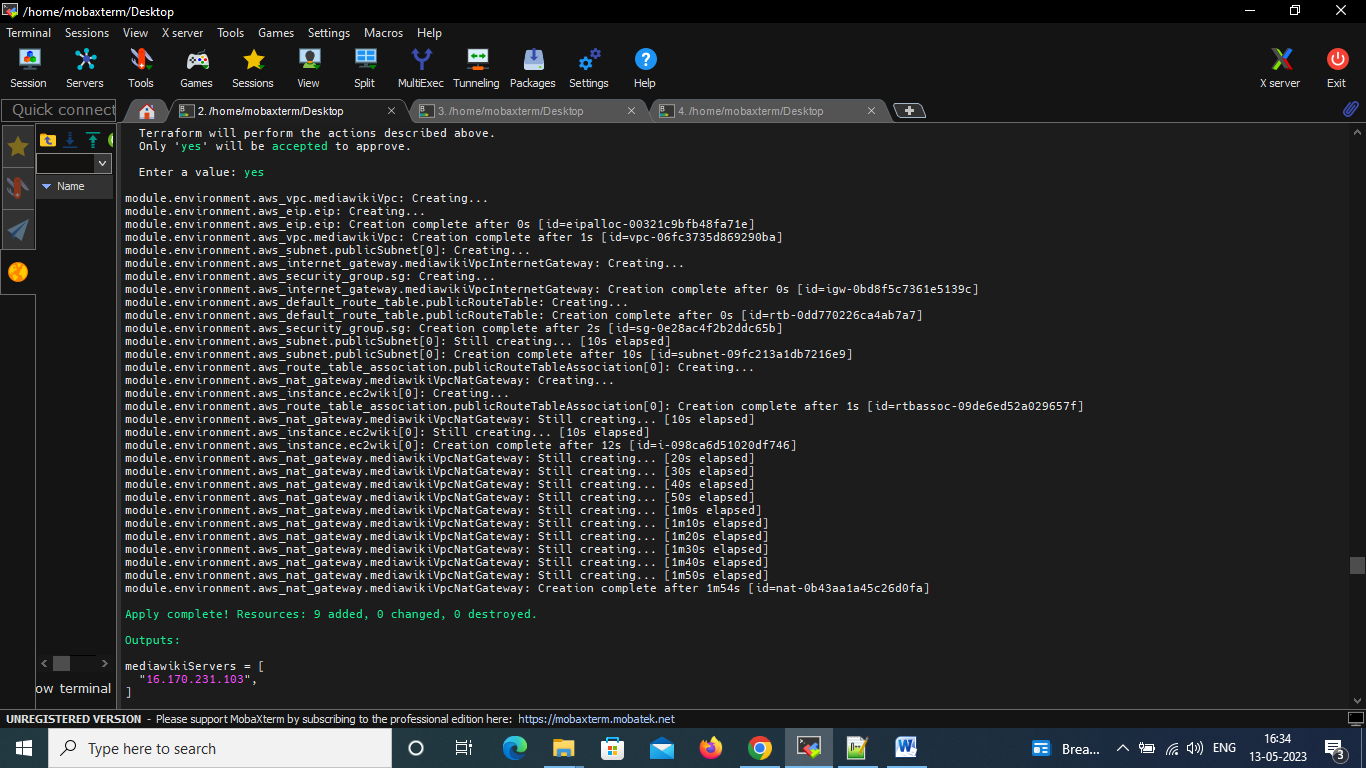 /home/mobaxterm/Desktop
Terminal Sessions View X server Tools Games Settings Macros Help
Session Servers Tools Games Sessions View Split MultiExec Tunneling Packages Settings Help X server Exit
Quick connect
2. /home/mobaxterm/Desktop
3. /home/mobaxterm/Desktop
4. /home/mobaxterm/Desktop
Name
Terraform will perform the actions described above.
Only 'yes' will be accepted to approve.
Enter a value: yes
module.environment.aws_vpc.mediawikiVpc: Creating...
module.environment.aws_eip.eip: Creating...
module.environment.aws_eip.eip: Creation complete after 0s [id=eipalloc-00321c9bfb48fa71e]
module.environment.aws_vpc.mediawikiVpc: Creation complete after 1s [id=vpc-06fc3735d869290ba]
module.environment.aws_subnet.publicSubnet[0]: Creating...
module.environment.aws_internet_gateway.mediawikiVpcInternetGateway: Creating...
module.environment.aws_security_group.sg: Creating...
module.environment.aws_internet_gateway.mediawikiVpcInternetGateway: Creation complete after 0s [id=igw-0bd8f5c7361e5139c]
module.environment.aws_default_route_table.publicRouteTable: Creating...
module.environment.aws_default_route_table.publicRouteTable: Creation complete after 0s [id=rtb-0dd770226ca4ab7a7]
module.environment.aws_security_group.sg: Creation complete after 2s [id=sg-0e28ac4f2b2ddc65b]
module.environment.aws_subnet.publicSubnet[0]: Still creating... [10s elapsed]
module.environment.aws_subnet.publicSubnet[0]: Creation complete after 10s [id=subnet-09fc213a1db7216e9]
module.environment.aws_route_table_association.publicRouteTableAssociation[0]: Creating...
module.environment.aws_nat_gateway.mediawikiVpcNatGateway: Creating...
module.environment.aws_instance.ec2wiki[0]: Creating...
module.environment.aws_route_table_association.publicRouteTableAssociation[0]: Creation complete after 1s [id=rtbassoc-09de6ed52a029657f]
module.environment.aws_nat_gateway.mediawikiVpcNatGateway: Still creating... [10s elapsed]
module.environment.aws_instance.ec2wiki[0]: Still creating... [10s elapsed]
module.environment.aws_instance.ec2wiki[0]: Creation complete after 12s [id=i-098ca6d51020df746]
module.environment.aws_nat_gateway.mediawikiVpcNatGateway: Still creating... [20s elapsed]
module.environment.aws_nat_gateway.mediawikiVpcNatGateway: Still creating... [30s elapsed]
module.environment.aws_nat_gateway.mediawikiVpcNatGateway: Still creating... [40s elapsed]
module.environment.aws_nat_gateway.mediawikiVpcNatGateway: Still creating... [50s elapsed]
module.environment.aws_nat_gateway.mediawikiVpcNatGateway: Still creating... [1m0s elapsed]
module.environment.aws_nat_gateway.mediawikiVpcNatGateway: Still creating... [1m10s elapsed]
module.environment.aws_nat_gateway.mediawikiVpcNatGateway: Still creating... [1m20s elapsed]
module.environment.aws_nat_gateway.mediawikiVpcNatGateway: Still creating... [1m30s elapsed]
module.environment.aws_nat_gateway.mediawikiVpcNatGateway: Still creating... [1m40s elapsed]
module.environment.aws_nat_gateway.mediawikiVpcNatGateway: Still creating... [1m50s elapsed]
module.environment.aws_nat_gateway.mediawikiVpcNatGateway: Creation complete after 1m54s [id=nat-0b43aa1a45c26d0fa]
Apply complete! Resources: 9 added, 0 changed, 0 destroyed.
Outputs:
mediawikiServers = [
"16.170.231.103",
]
ow terminal
UNREGISTERED VERSION - Please support MobaXterm by subscribing to the professional edition here: https://mobaxterm.mobatek.net
Type here to search
Brea...
ENG
16:34
13-05-2023
3